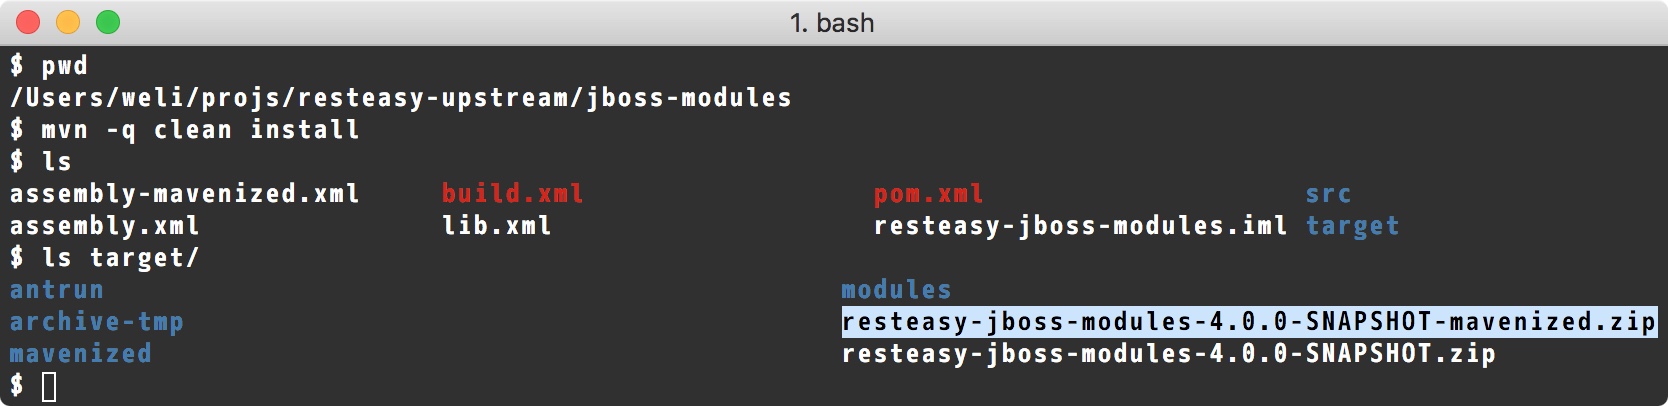 1. bash
$ pwd
/Users/weli/projs/resteasy-upstream/jboss-modules
$ mvn -q clean install
$ ls
assembly-mavenized.xml build.xml pom.xml src
assembly.xml lib.xml resteasy-jboss-modules.iml target
$ ls target/
antrun modules
archive-tmp resteasy-jboss-modules-4.0.0-SNAPSHOT-mavenized.zip
mavenized resteasy-jboss-modules-4.0.0-SNAPSHOT.zip
$